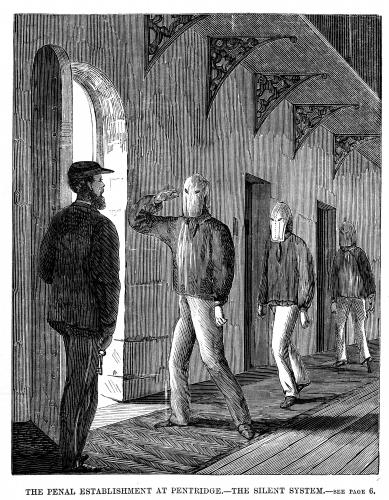 THE PENAL ESTABLISHMENT AT PENTRIDGE.—THE SILENT SYSTEM.—SEE PAGE 6.